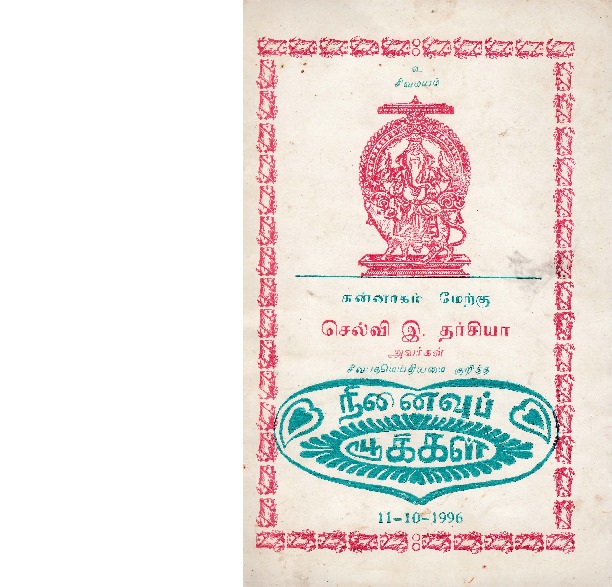 உ
சிவமயம்
சுன்னாகம் மேற்கு
செல்வி இ. தர்சியா
அவர்கள்
சிவபதமெய்தியமை குறித்த
நினைவுப்
பூக்கள்
11-10-1996